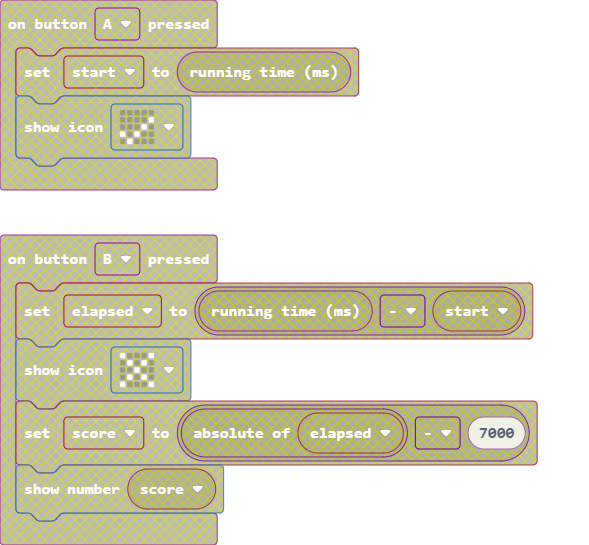 on button A pressed
set start to running time (ms)
show icon
on button B pressed
set elapsed to running time (ms) - start
show icon
set score to absolute of elapsed - 7000
show number score